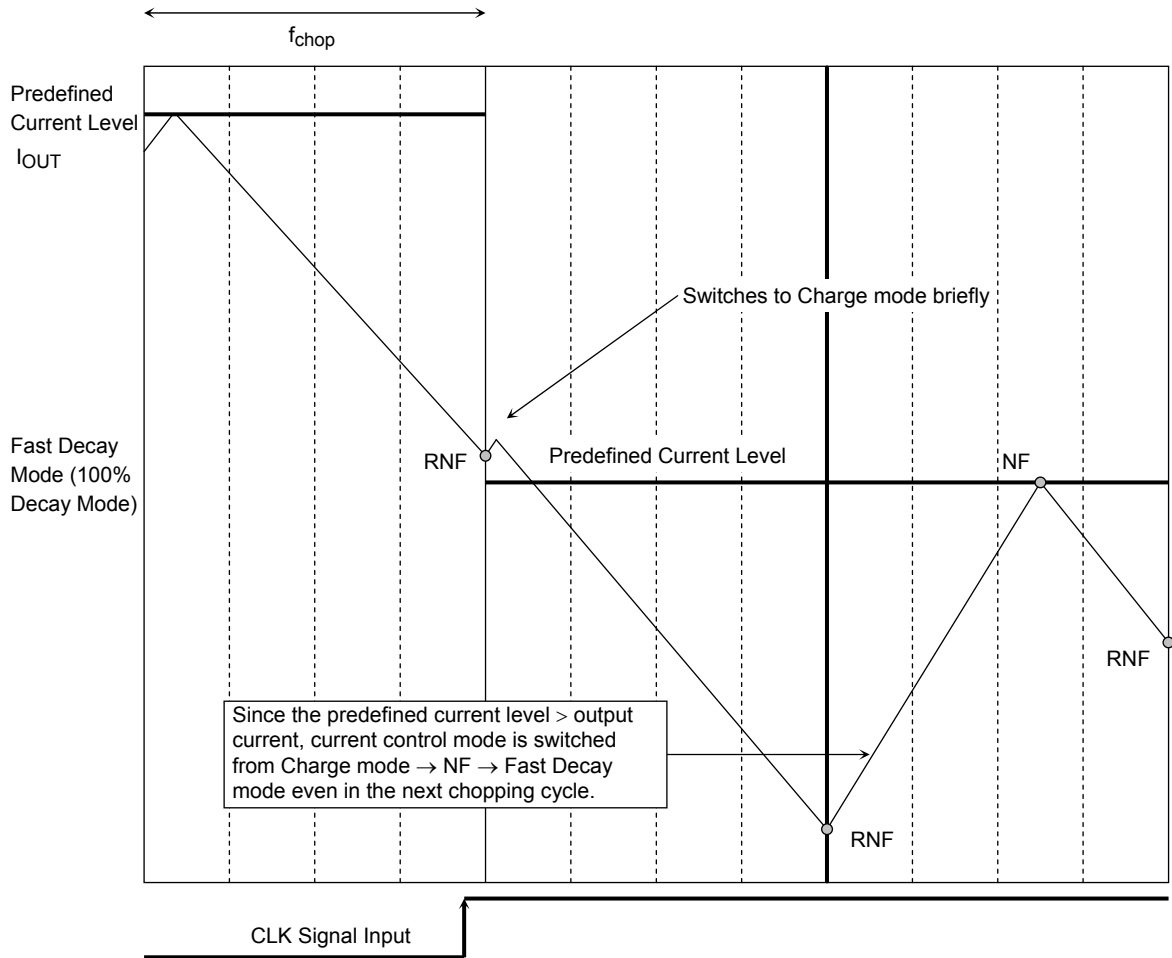 fchop
Predefined
Current Level
IOUT
Switches to Charge mode briefly
Fast Decay
Mode (100%
Decay Mode)
RNF
Predefined Current Level
NF
RNF
Since the predefined current level > output
current, current control mode is switched
from Charge mode → NF → Fast Decay
mode even in the next chopping cycle.
RNF
CLK Signal Input